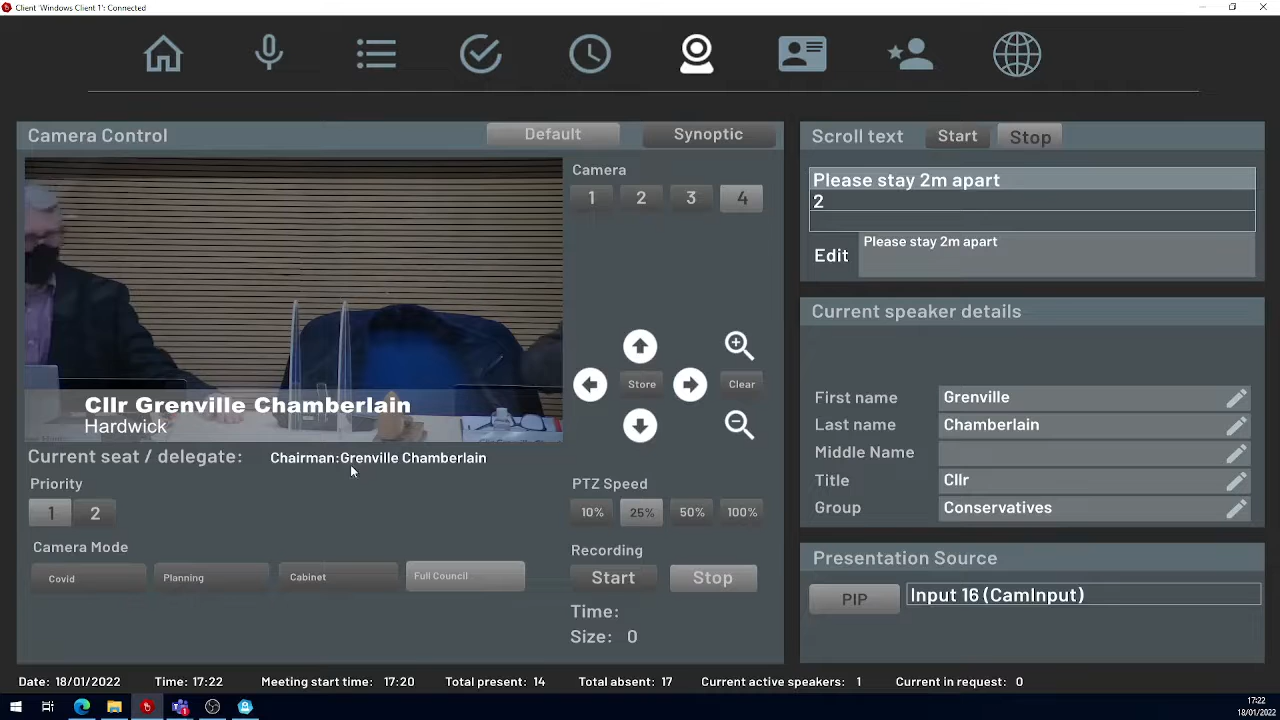 Client 'Windows Client 1': Connected
Camera Control
Default
Synoptic
Camera
1 2 3 4
Store
Clear
Cllr Grenville Chamberlain
Hardwick
Current seat / delegate: Chairman:Grenville Chamberlain
Priority
1 2
PTZ Speed
10% 25% 50% 100%
Camera Mode
Covid Planning Cabinet Full Council
Recording
Start Stop
Time:
Size: 0
Scroll text Start Stop
Please stay 2m apart
2
Edit Please stay 2m apart
Current speaker details
First name Grenville
Last name Chamberlain
Middle Name
Title Cllr
Group Conservatives
Presentation Source
PIP Input 16 (CamInput)
Date: 18/01/2022 Time: 17:22 Meeting start time: 17:20 Total present: 14 Total absent: 17 Current active speakers: 1 Current in request: 0
17:22
18/01/2022